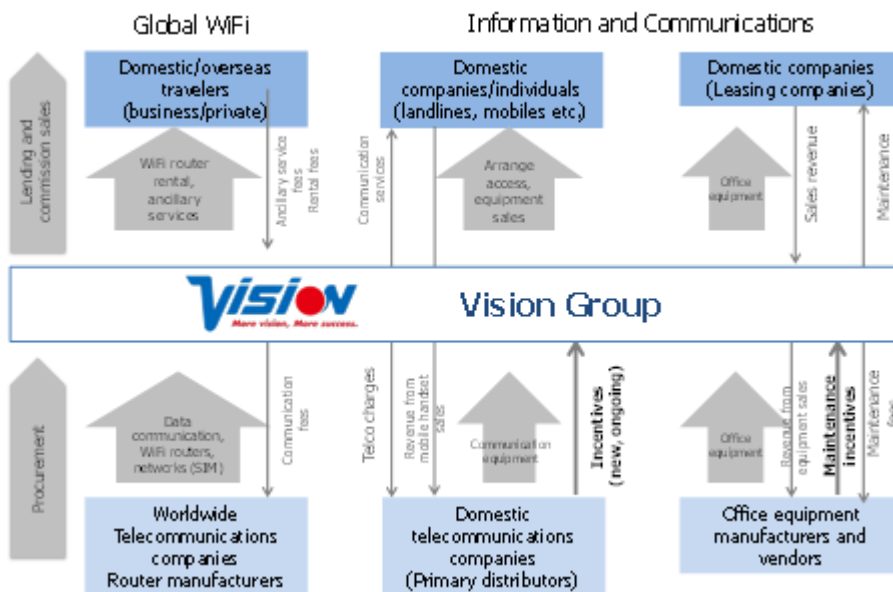 Global WiFi
Information and Communications
Lending and
commission sales
Domestic/overseas
travelers
(business/private)
Domestic
companies/individuals
(landlines, mobiles etc.)
Domestic companies
(Leasing companies)
WiFi router
rental,
ancillary
services
Ancillary service
fees
Rental fees
Communication
services
Arrange
access,
equipment
sales
Office
equipment
Sales revenue
Maintenance
VISION
More vision, More success.
Vision Group
Procurement
Data
communication,
WiFi routers,
networks (SIM)
Communication
fees
Telco charges
Revenue from
mobile handset
sales
Communication
equipment
Incentives
(new, ongoing)
Office
equipment
Revenue from
equipment sales
Maintenance
incentives
Maintenance
fees
Worldwide
Telecommunications
companies
Router manufacturers
Domestic
telecommunications
companies
(Primary distributors)
Office equipment
manufacturers and
vendors